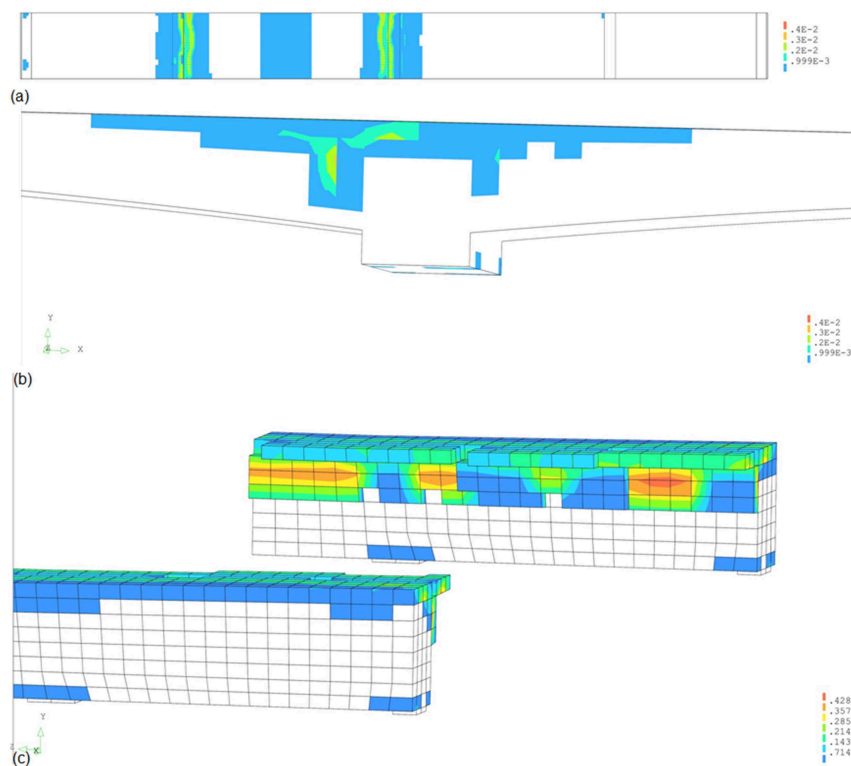 .4E-2
.3E-2
.2E-2
.999E-3
(a)
Y
X
.4E-2
.3E-2
.2E-2
.999E-3
(b)
.428
.357
.285
.214
.143
.714
Y
X
(c)